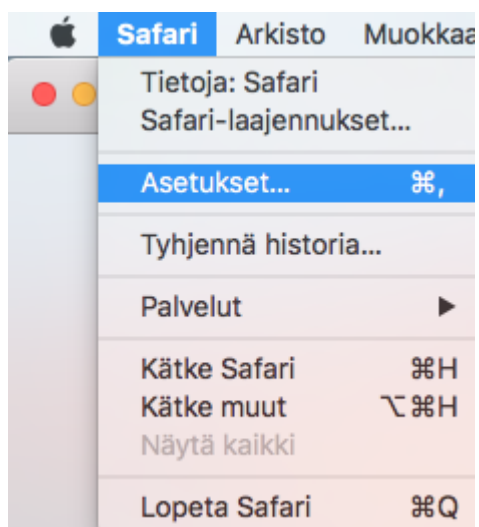 Safari Arkisto Muokkaa
Tietoja: Safari
Safari-laajennukset...
Asetukset... ⌘,
Tyhjennä historia...
Palvelut ▶
Kätke Safari ⌘H
Kätke muut ⌥⌘H
Näytä kaikki
Lopeta Safari ⌘Q